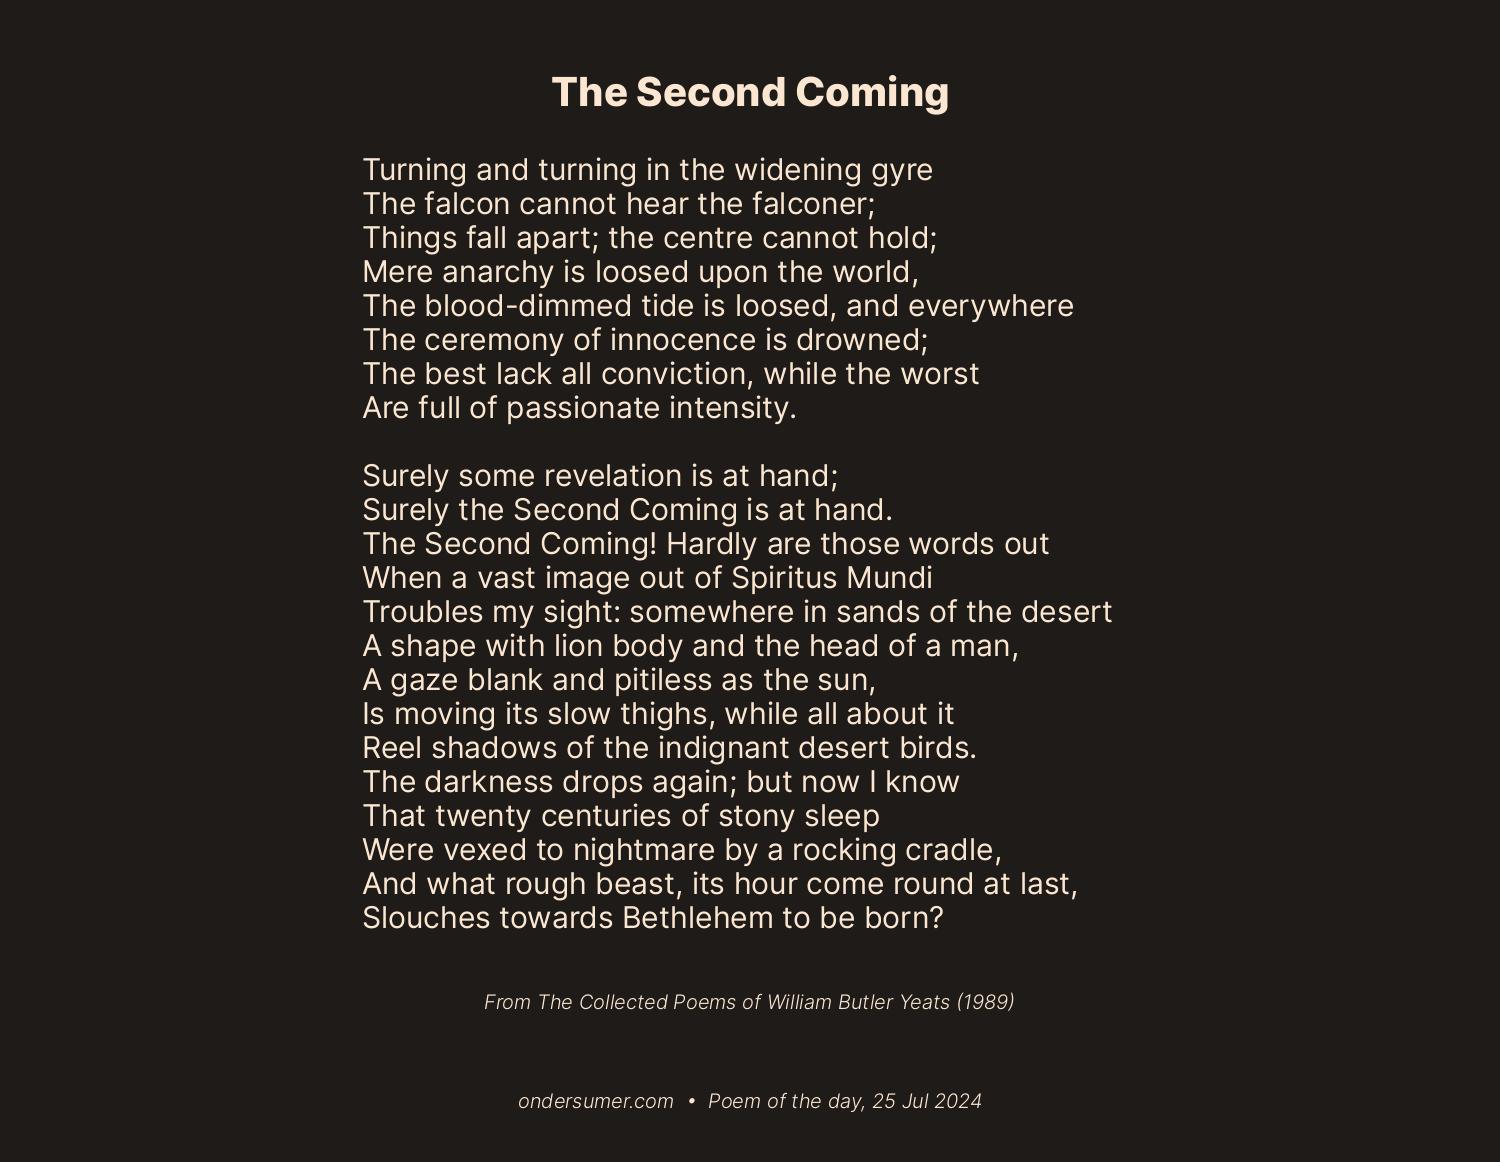 The Second Coming
Turning and turning in the widening gyre
The falcon cannot hear the falconer;
Things fall apart; the centre cannot hold;
Mere anarchy is loosed upon the world,
The blood-dimmed tide is loosed, and everywhere
The ceremony of innocence is drowned;
The best lack all conviction, while the worst
Are full of passionate intensity.
Surely some revelation is at hand;
Surely the Second Coming is at hand.
The Second Coming! Hardly are those words out
When a vast image out of Spiritus Mundi
Troubles my sight: somewhere in sands of the desert
A shape with lion body and the head of a man,
A gaze blank and pitiless as the sun,
Is moving its slow thighs, while all about it
Reel shadows of the indignant desert birds.
The darkness drops again; but now I know
That twenty centuries of stony sleep
Were vexed to nightmare by a rocking cradle,
And what rough beast, its hour come round at last,
Slouches towards Bethlehem to be born?
From The Collected Poems of William Butler Yeats (1989)
ondersumer.com • Poem of the day, 25 Jul 2024